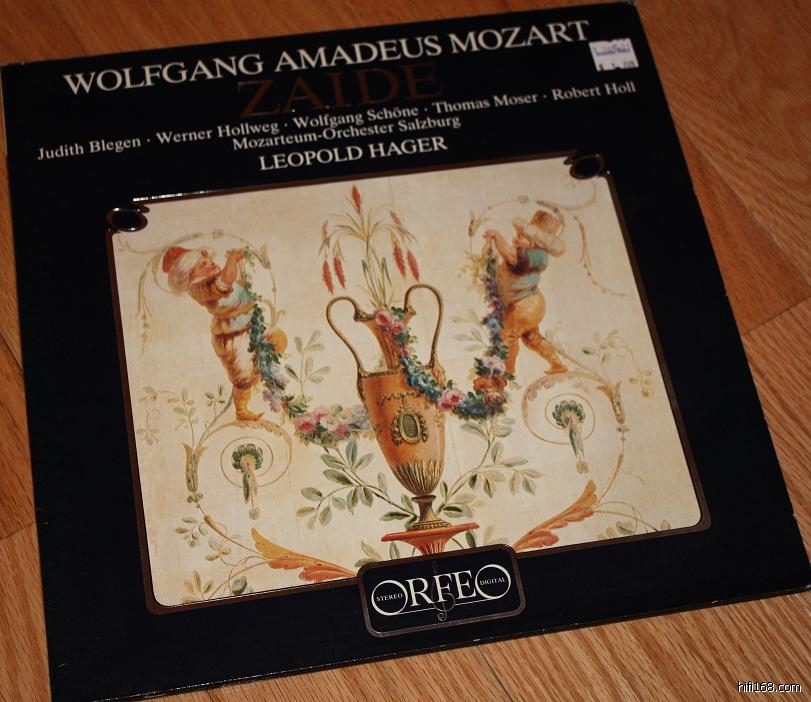 WOLFGANG AMADEUS MOZART
ZAIDE
Judith Blegen · Werner Hollweg · Wolfgang Schöne · Thomas Moser · Robert Holl
Mozarteum-Orchester Salzburg
LEOPOLD HAGER
STEREO ORFEO DIGITAL
hifi168.com